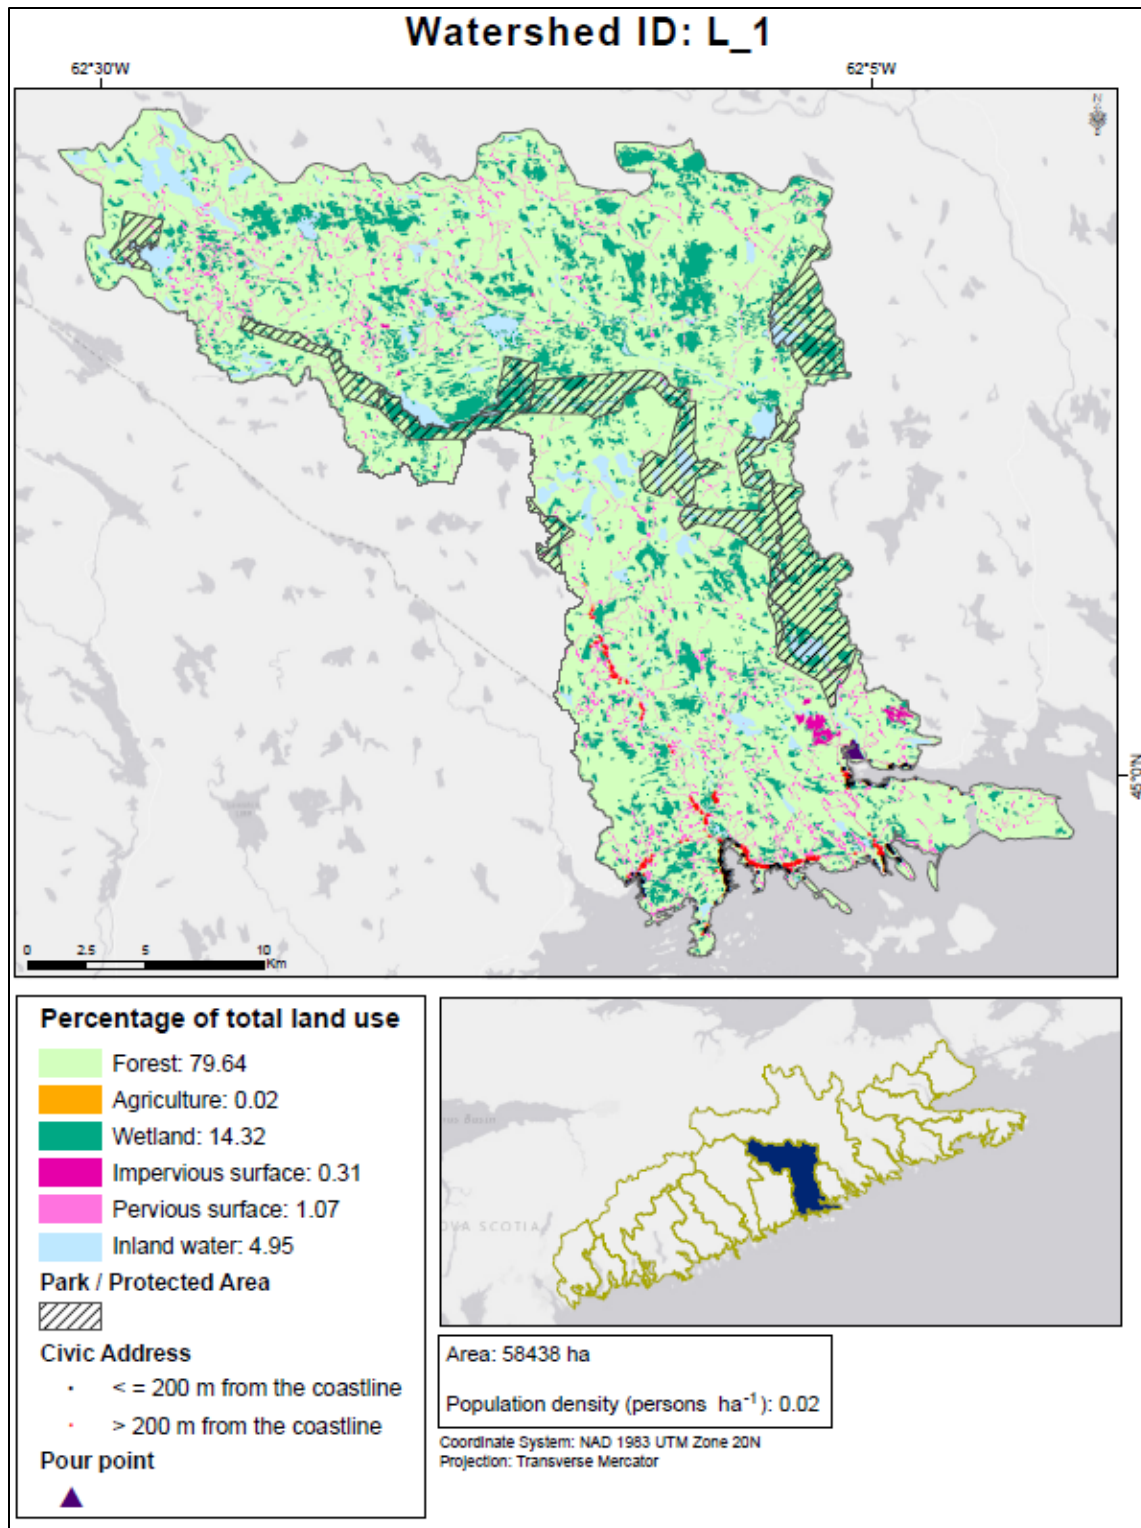 Watershed ID: L_1
62°30'W
62°5'W
N
45°0'N
0 2.5 5 10
Km
Percentage of total land use
Forest: 79.64
Agriculture: 0.02
Wetland: 14.32
Impervious surface: 0.31
Pervious surface: 1.07
Inland water: 4.95
Park / Protected Area
Civic Address
< = 200 m from the coastline
> 200 m from the coastline
Pour point
Basin
OVA SCOTIA
Area: 58438 ha
Population density (persons ha⁻¹): 0.02
Coordinate System: NAD 1983 UTM Zone 20N
Projection: Transverse Mercator